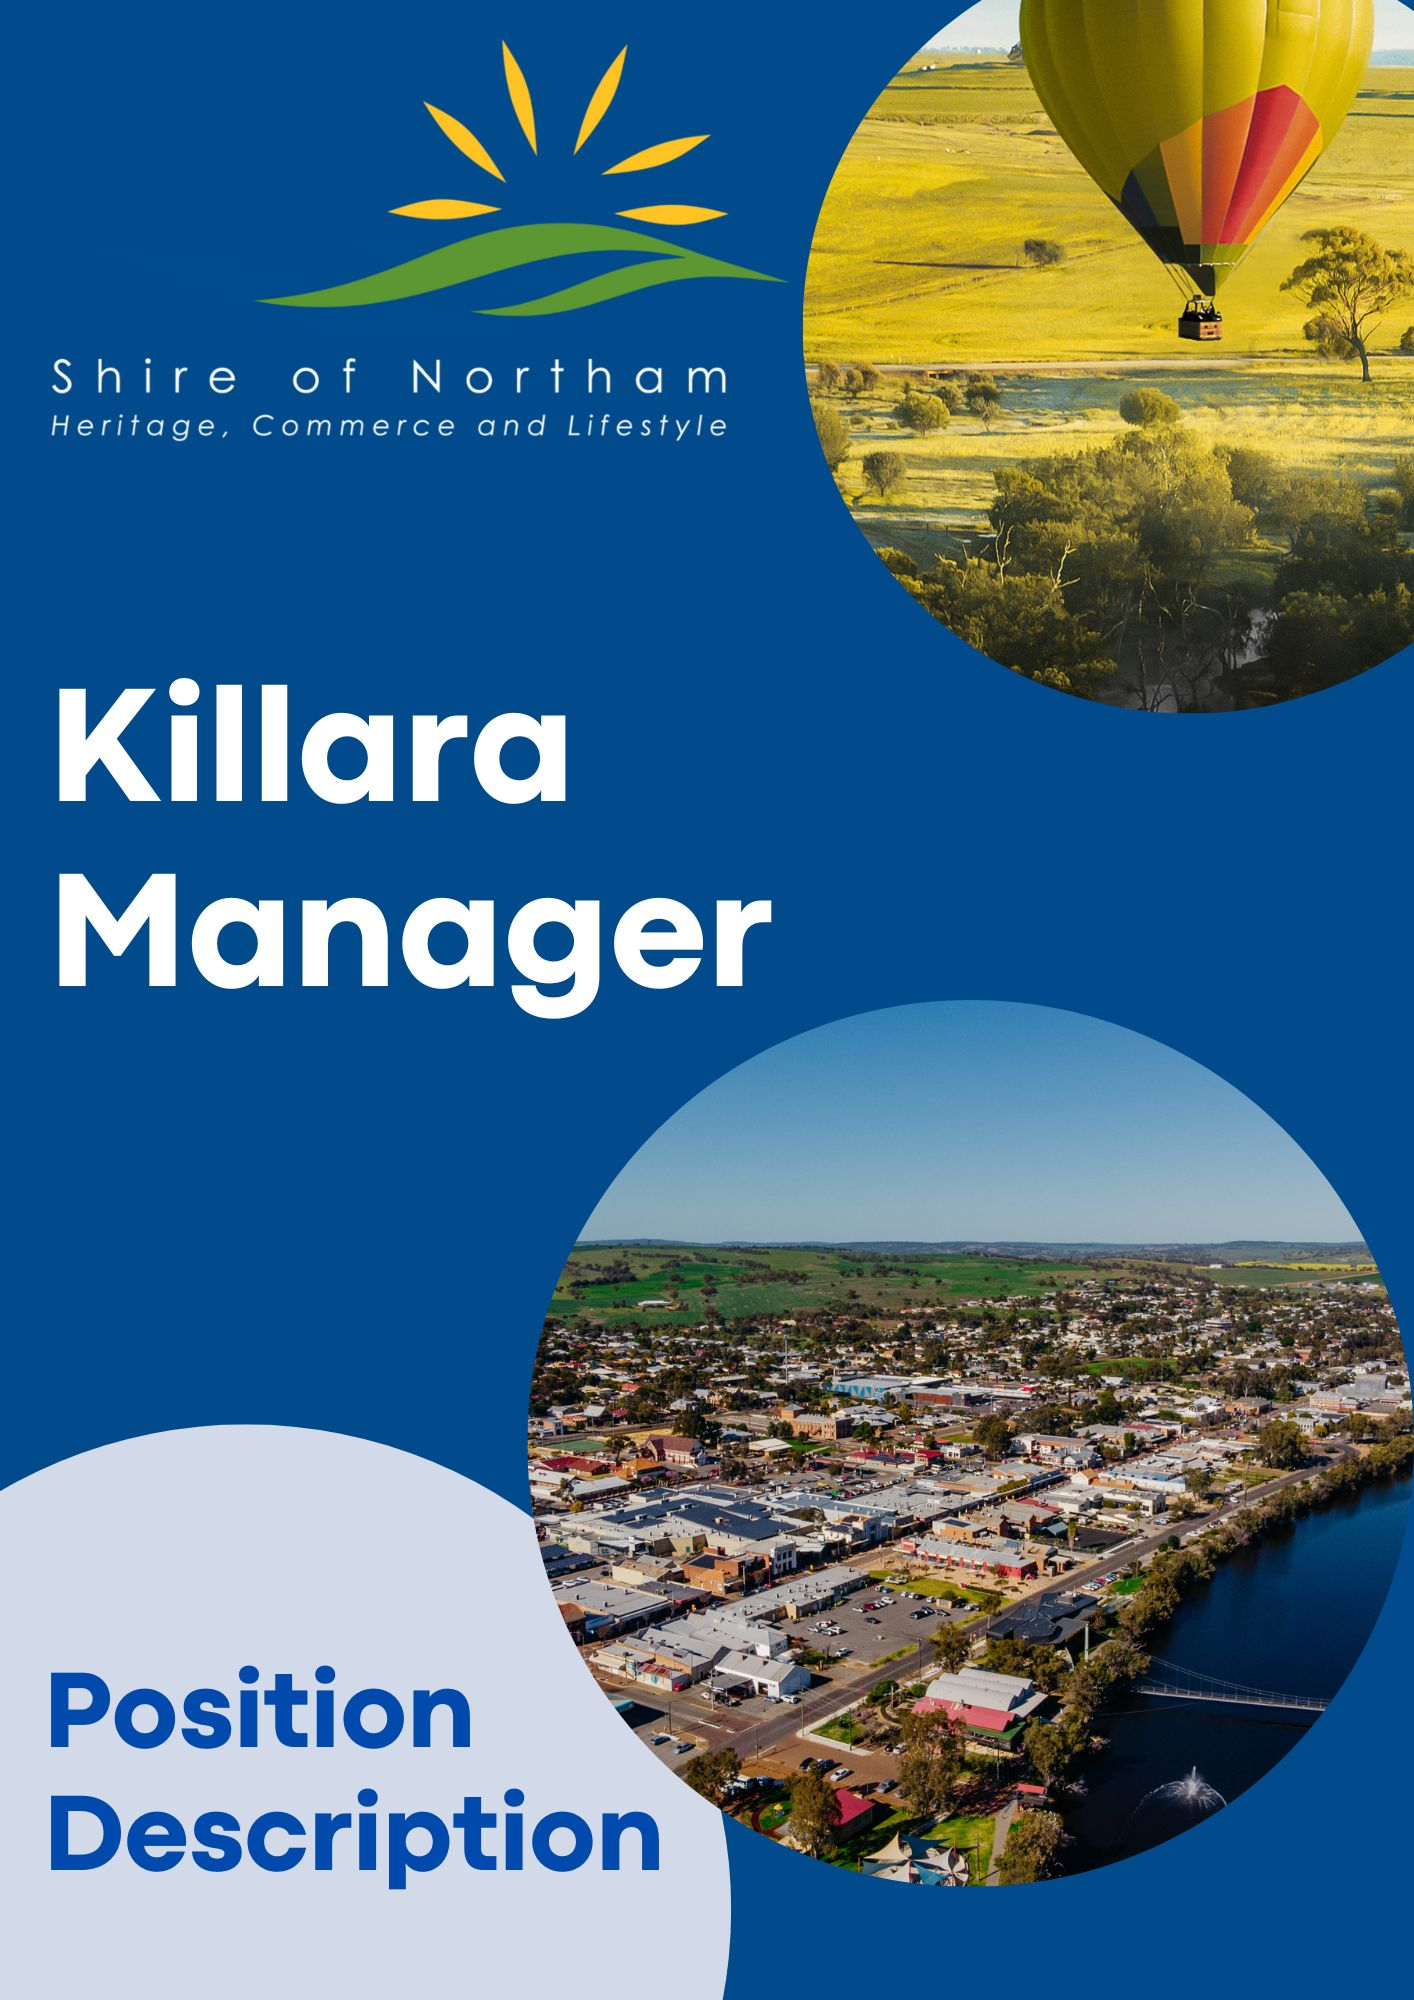 Shire of Northam
Heritage, Commerce and Lifestyle
Killara
Manager
Position
Description